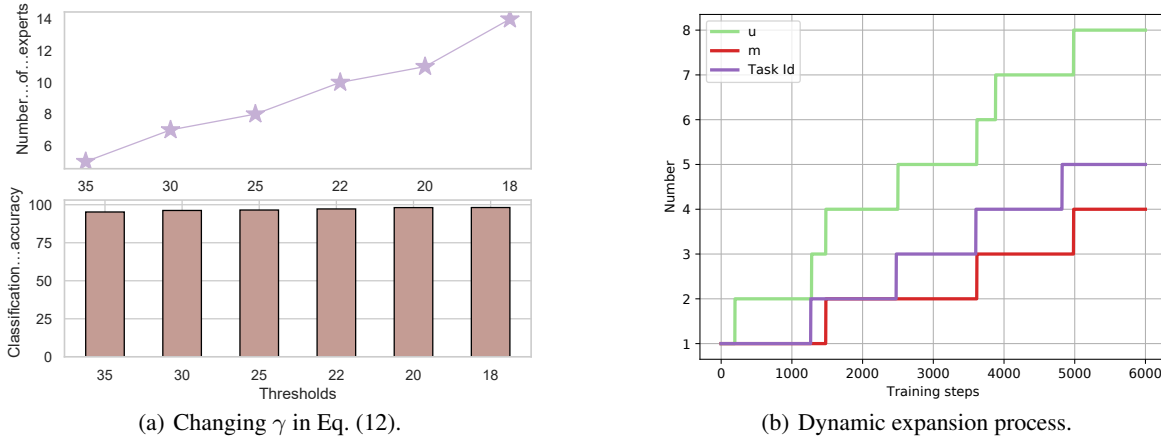 Number...of...experts
14
12
10
8
6
35 30 25 22 20 18
Classification...accuracy
100
75
50
25
0
35 30 25 22 20 18
Thresholds
(a) Changing γ in Eq. (12).
u
m
Task Id
Number
8
7
6
5
4
3
2
1
0 1000 2000 3000 4000 5000 6000
Training steps
(b) Dynamic expansion process.